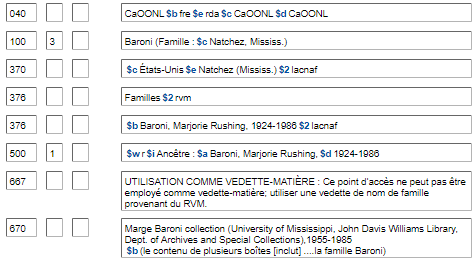 040 CaOONL $b fre $e rda $c CaOONL $d CaOONL
100 3 Baroni (Famille : $c Natchez, Mississ.)
370 $c États-Unis $e Natchez (Mississ.) $2 lacnaf
376 Familles $2 rvm
376 $b Baroni, Marjorie Rushing, 1924-1986 $2 lacnaf
500 1 $w r $i Ancêtre : $a Baroni, Marjorie Rushing, $d 1924-1986
667 UTILISATION COMME VEDETTE-MATIÈRE : Ce point d'accès ne peut pas être
employé comme vedette-matière; utiliser une vedette de nom de famille
provenant du RVM.
670 Marge Baroni collection (University of Mississippi, John Davis Williams Library,
Dept. of Archives and Special Collections),1955-1985
$b (le contenu de plusieurs boîtes [inclut] ....la famille Baroni)